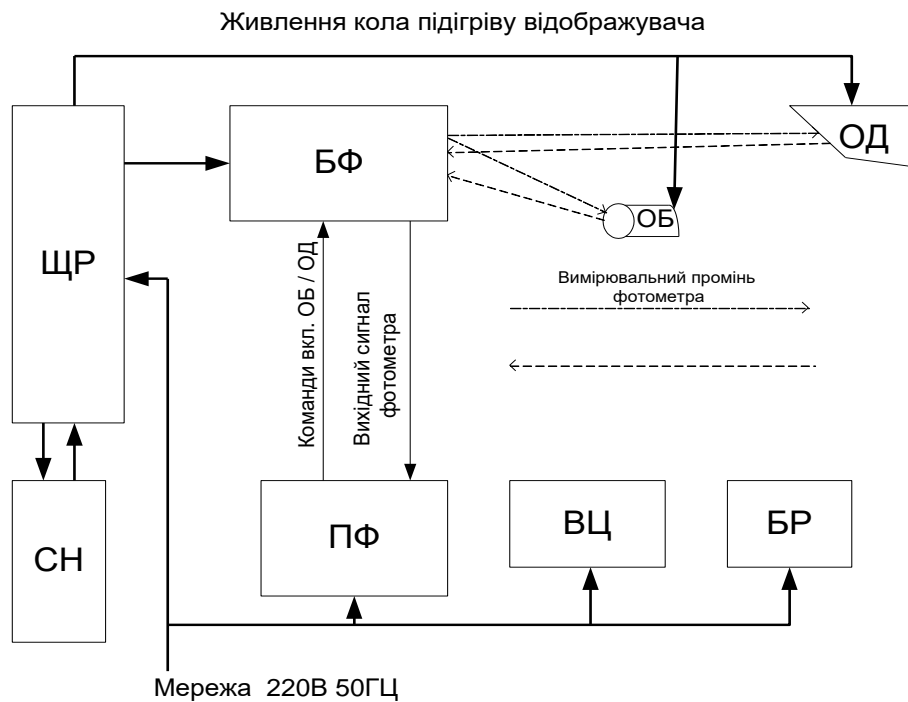 Живлення кола підігріву відображувача
ЩР
БФ
ОД
ОБ
Вимірювальний промінь
фотометра
Команди вкл. ОБ / ОД
Вихідний сигнал
фотометра
СН
ПФ
ВЦ
БР
Мережа 220В 50ГЦ